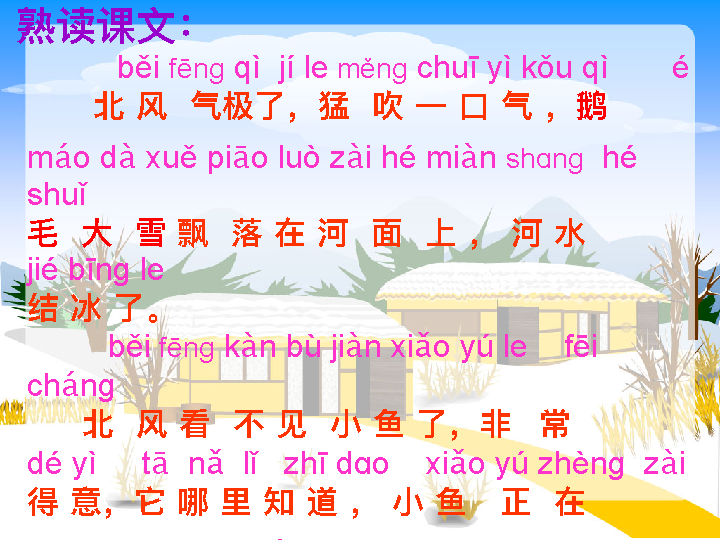 熟读课文：
běi fēng qì jí le měng chuī yì kǒu qì é
北 风 气极了，猛 吹 一 口 气 ，鹅
máo dà xuě piāo luò zài hé miàn shang hé
shuǐ
毛 大 雪 飘 落 在 河 面 上 ， 河 水
jié bīng le
结 冰 了。
běi fēng kàn bù jiàn xiǎo yú le fēi
cháng
北 风 看 不 见 小 鱼 了，非 常
dé yì tā nǎ lǐ zhī dɑo xiǎo yú zhèng zài
得 意，它 哪 里 知 道 ， 小 鱼 正 在